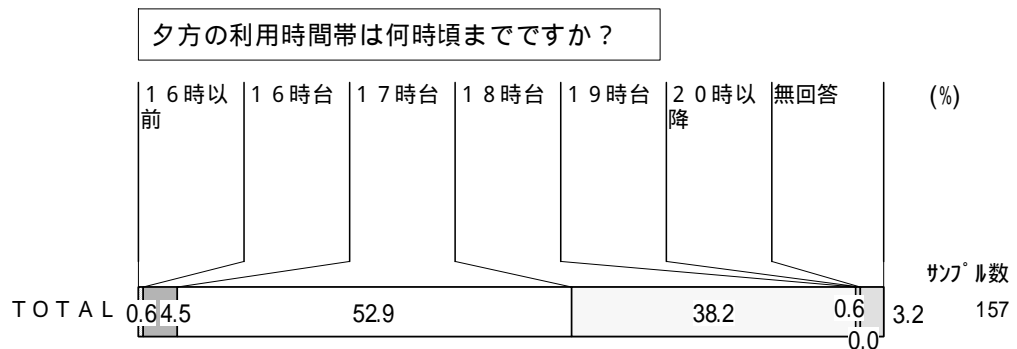 夕方の利用時間帯は何時頃までですか？
１６時以前 １６時台 １７時台 １８時台 １９時台 ２０時以降 無回答 (%)
ｻﾝﾌﾟﾙ数
ＴＯＴＡＬ 0.6 4.5 52.9 38.2 0.6 0.0 3.2 157